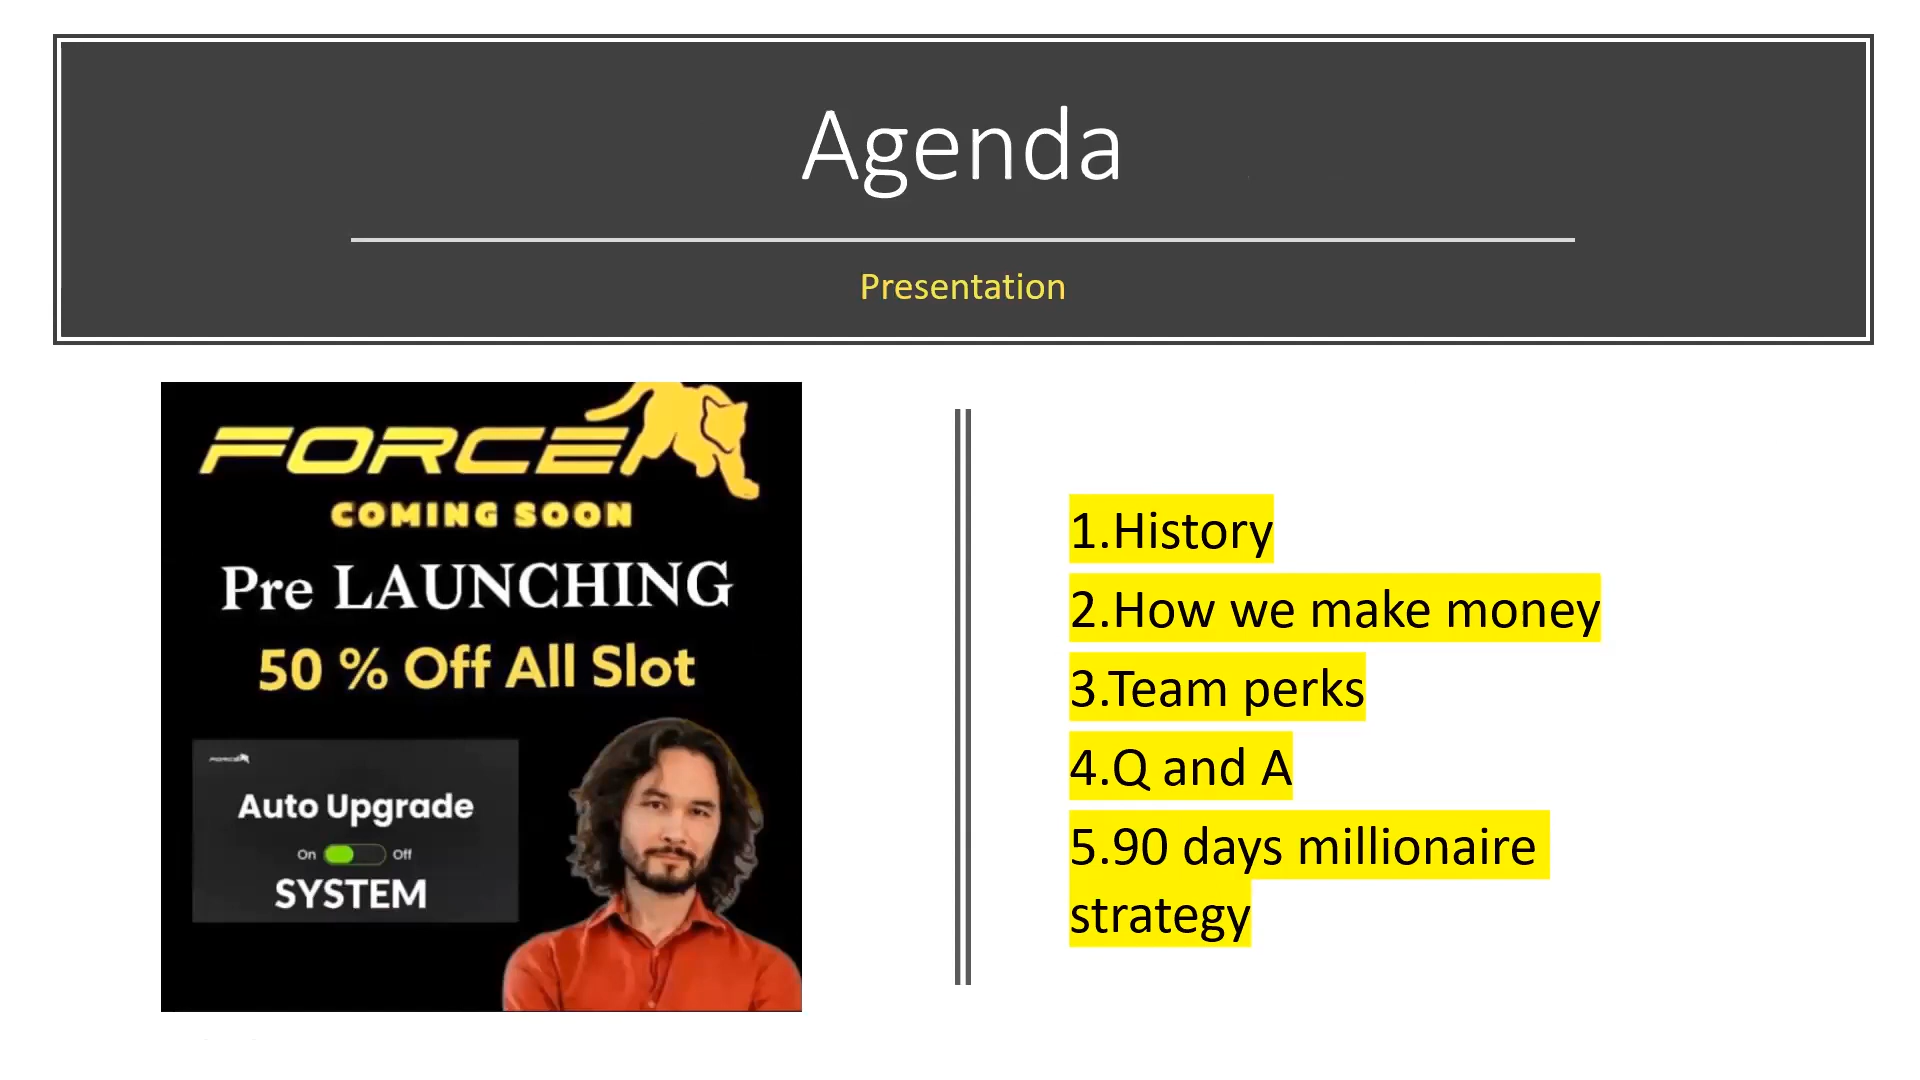 Agenda
Presentation
FORCE
COMING SOON
Pre LAUNCHING
50 % Off All Slot
FORCE
Auto Upgrade
On Off
SYSTEM
1.History
2.How we make money
3.Team perks
4.Q and A
5.90 days millionaire
strategy